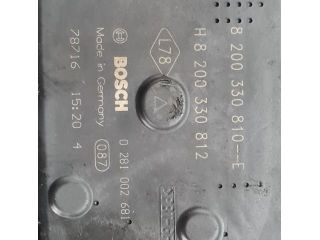 8 200 330 810--E
H 8 200 330 812
L78
0 281 002 681
BOSCH
Made in Germany
087
78716 15:20 4